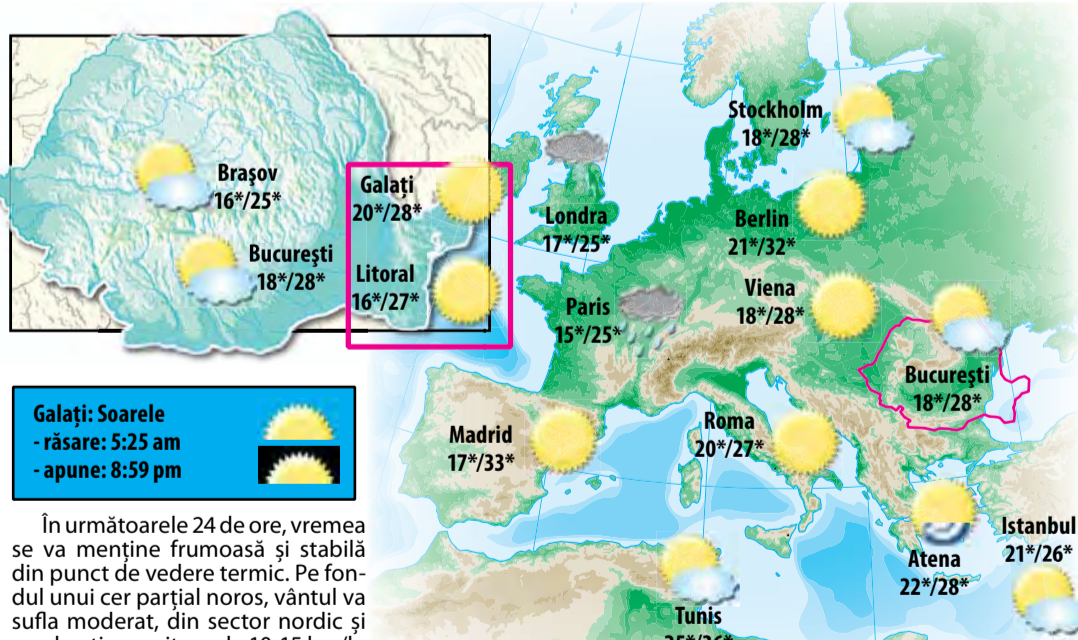 Brașov
16*/25*
București
18*/28*
Galați
20*/28*
Litoral
16*/27*
Stockholm
18*/28*
Londra
17*/25*
Berlin
21*/32*
Paris
15*/25*
Viena
18*/28*
București
18*/28*
Madrid
17*/33*
Roma
20*/27*
Atena
22*/28*
Istanbul
21*/26*
Tunis
Galați: Soarele
- răsare: 5:25 am
- apune: 8:59 pm
În următoarele 24 de ore, vremea
se va menține frumoasă și stabilă
din punct de vedere termic. Pe fon-
dul unui cer parțial noros, vântul va
sufla moderat, din sector nordic și